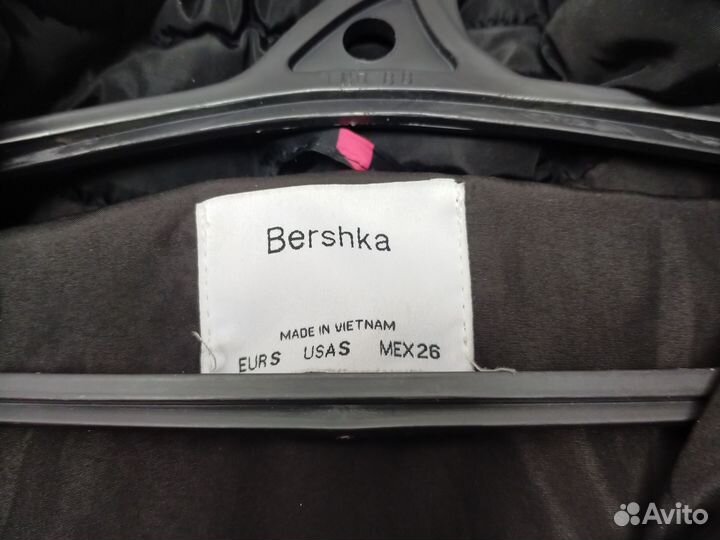 Bershka
MADE IN VIETNAM
EUR S USA S MEX 26
Avito